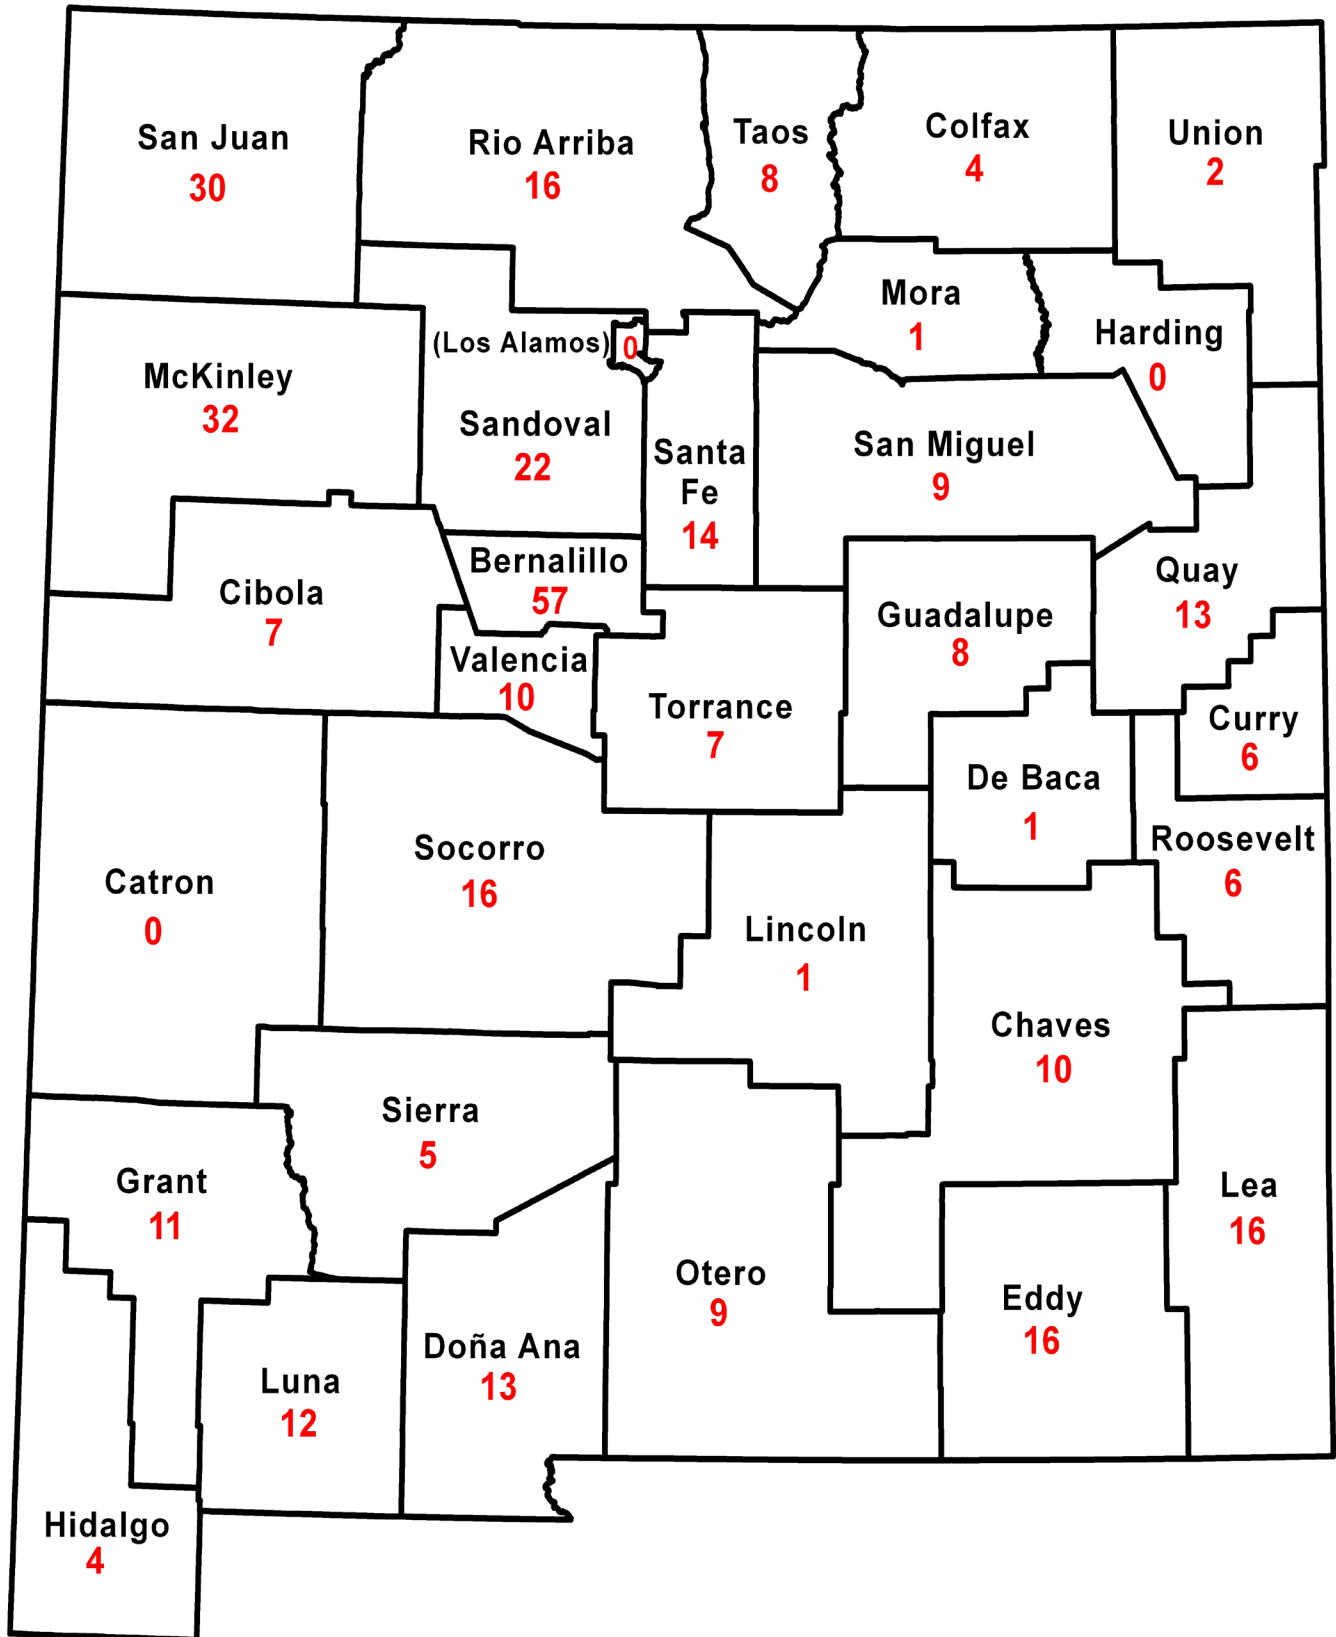 San Juan
30
Rio Arriba
16
Taos
8
Colfax
4
Union
2
McKinley
32
(Los Alamos)
0
Sandoval
22
Santa
Fe
14
Mora
1
Harding
0
San Miguel
9
Cibola
7
Bernalillo
57
Valencia
10
Torrance
7
Guadalupe
8
Quay
13
Curry
6
De Baca
1
Roosevelt
6
Catron
0
Socorro
16
Lincoln
1
Chaves
10
Sierra
5
Grant
11
Lea
16
Otero
9
Eddy
16
Doña Ana
13
Luna
12
Hidalgo
4